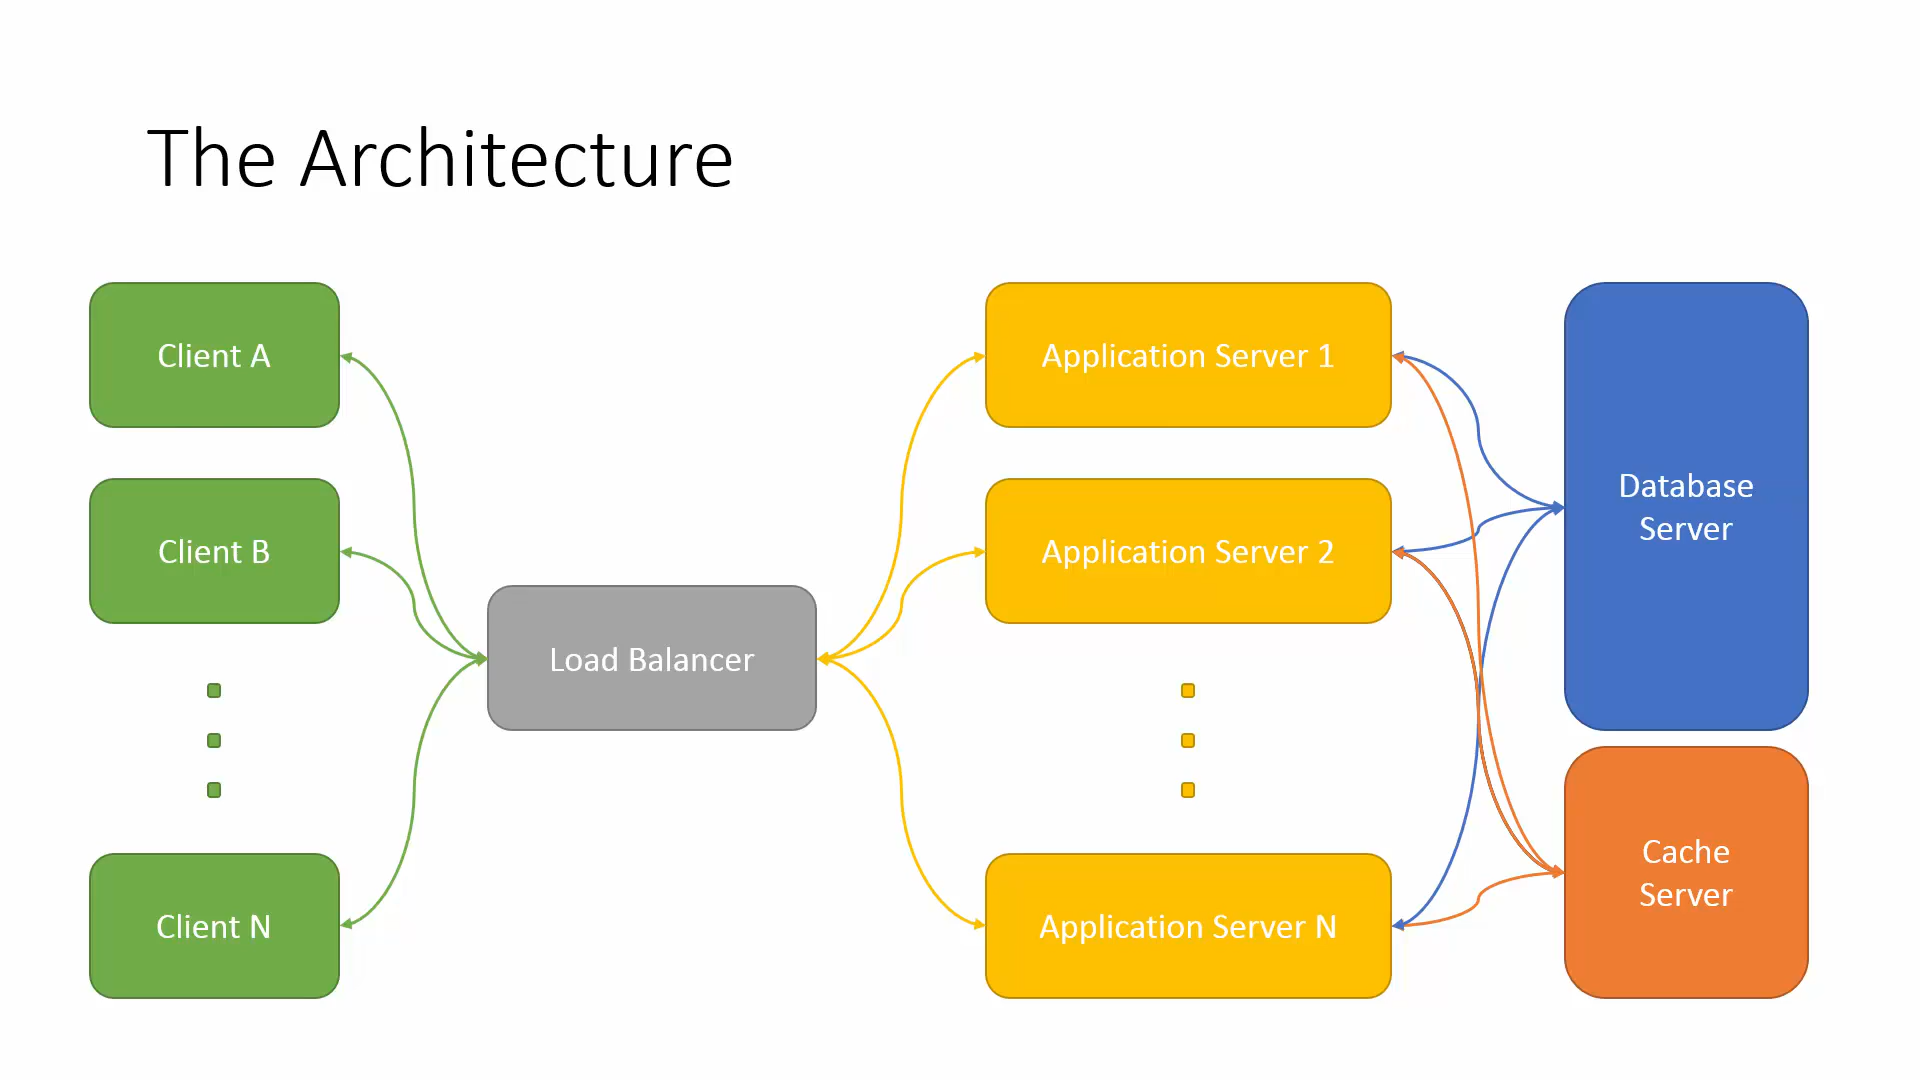 The Architecture
Client A
Client B
Client N
Load Balancer
Application Server 1
Application Server 2
Application Server N
Database
Server
Cache
Server